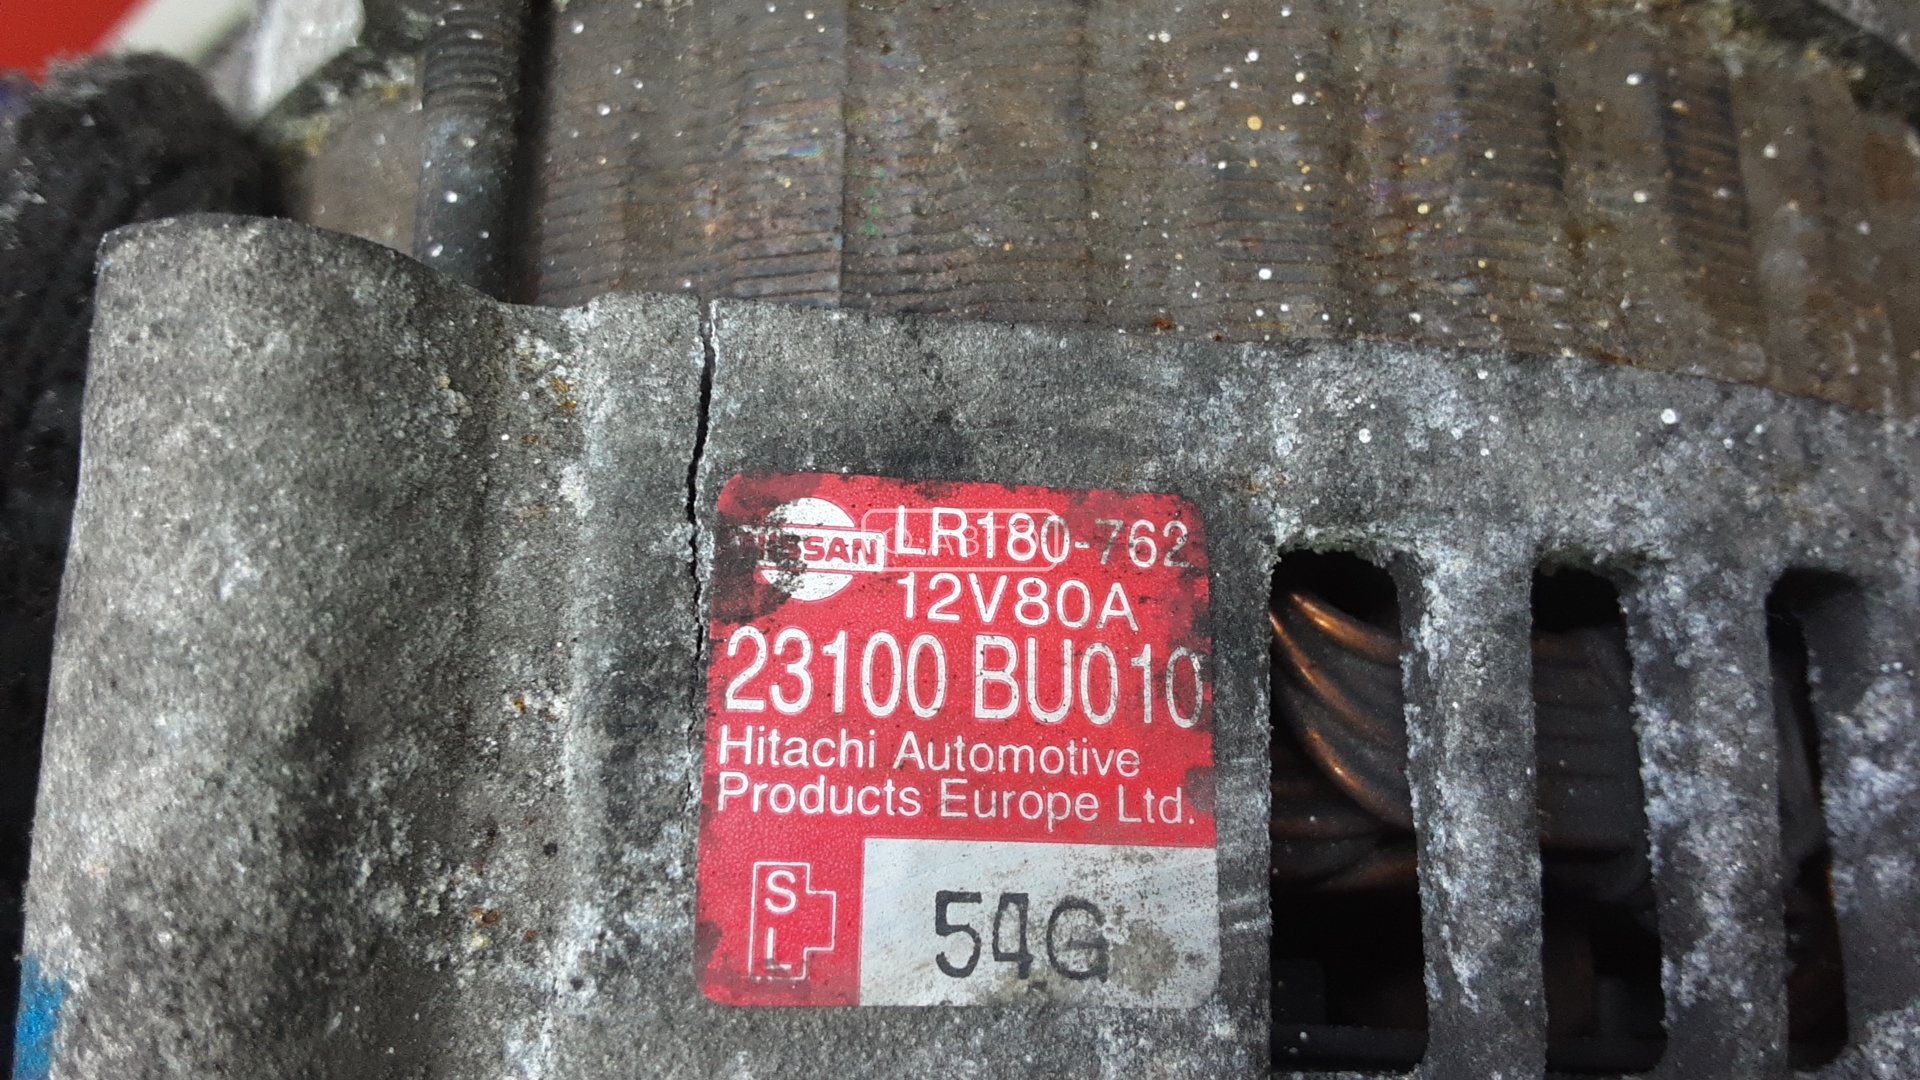 NISSAN LR180-762
12V80A
23100 BU010
Hitachi Automotive
Products Europe Ltd.
S
L
54G